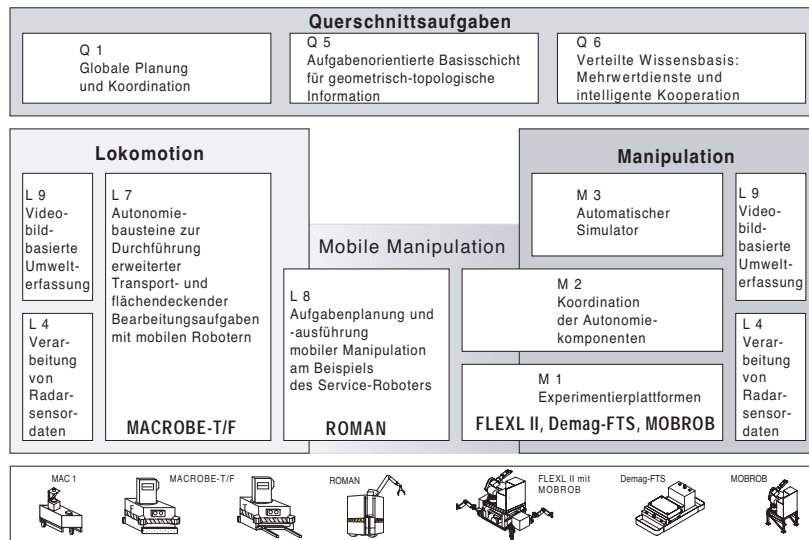 Querschnittsaufgaben
Q 1
Globale Planung
und Koordination
Q 5
Aufgabenorientierte Basisschicht
für geometrisch-topologische
Information
Q 6
Verteilte Wissensbasis:
Mehrwertdienste und
intelligente Kooperation
Lokomotion
L 9
Video-
bild-
basierte
Umwelt-
erfassung
L 4
Verar-
beitung
von
Radar-
sensor-
daten
L 7
Autonomie-
bausteine zur
Durchführung
erweiterter
Transport- und
flächendeckender
Bearbeitungsaufgaben
mit mobilen Robotern
MACROBE-T/F
Mobile Manipulation
L 8
Aufgabenplanung und
-ausführung
mobiler Manipulation
am Beispiels
des Service-Roboters
ROMAN
Manipulation
M 3
Automatischer
Simulator
M 2
Koordination
der Autonomie-
komponenten
M 1
Experimentierplattformen
FLEXL II, Demag-FTS, MOBROB
L 9
Video-
bild-
basierte
Umwelt-
erfassung
L 4
Verar-
beitung
von
Radar-
sensor-
daten
MAC 1
MACROBE-T/F
F
T
ROMAN
FLEXL II mit
MOBROB
Demag-FTS
MOBROB